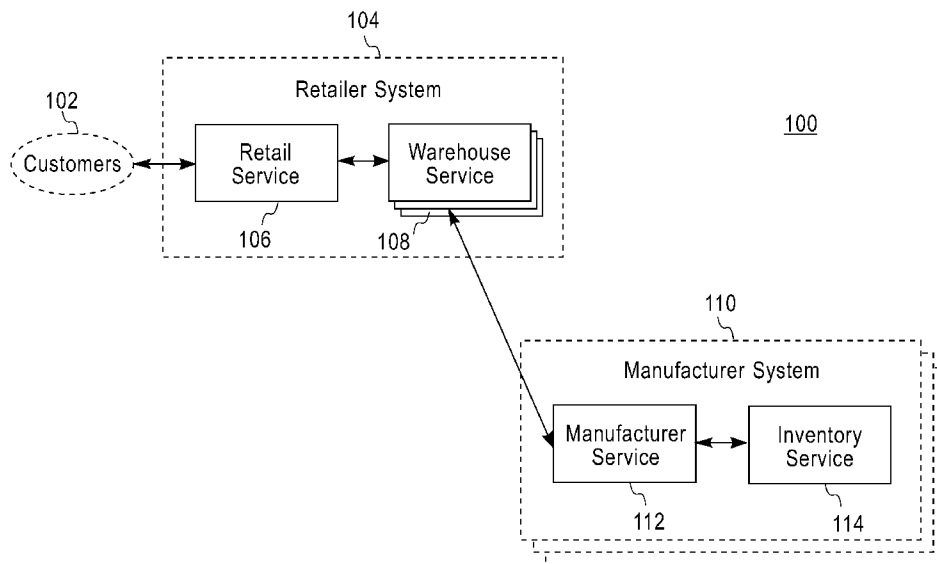 104
Retailer System
102
100
Customers
Retail
Service
Warehouse
Service
106
108
110
Manufacturer System
Manufacturer
Service
Inventory
Service
112
114